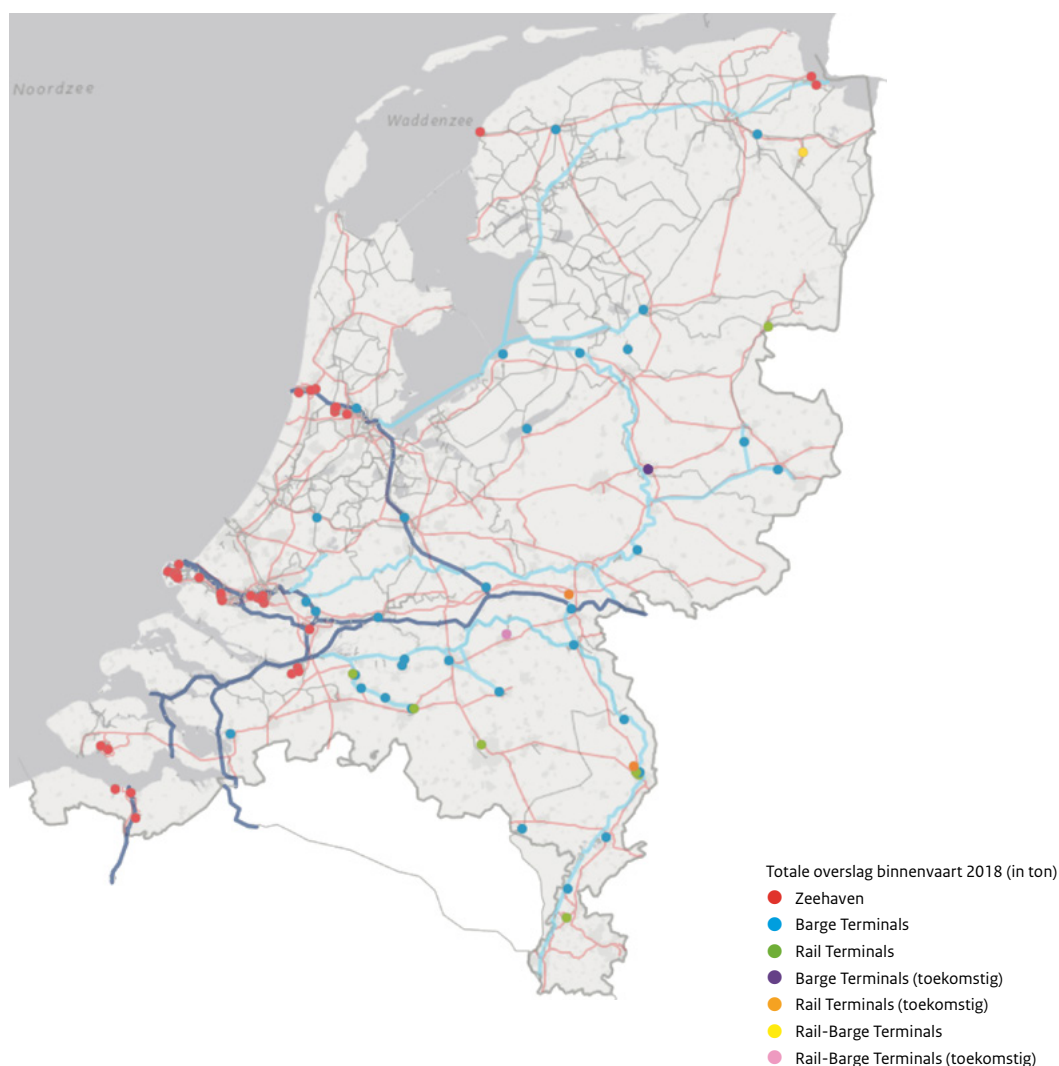 Noordzee
Waddenzee
Totale overslag binnenvaart 2018 (in ton)
Zeehaven
Barge Terminals
Rail Terminals
Barge Terminals (toekomstig)
Rail Terminals (toekomstig)
Rail-Barge Terminals
Rail-Barge Terminals (toekomstig)